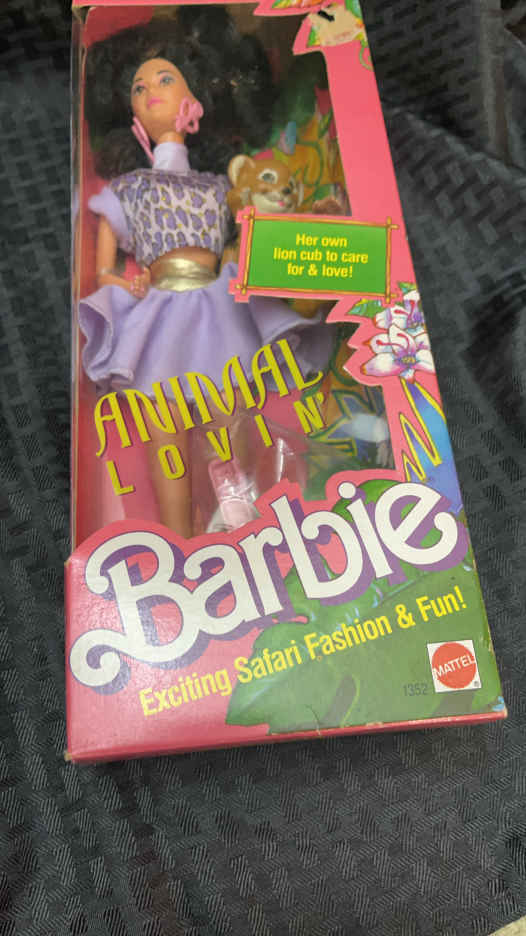 Her own
lion cub to care
for & love!
ANIMAL
LOVIN'
Barbie
Exciting Safari Fashion & Fun!
1352
MATTEL
®